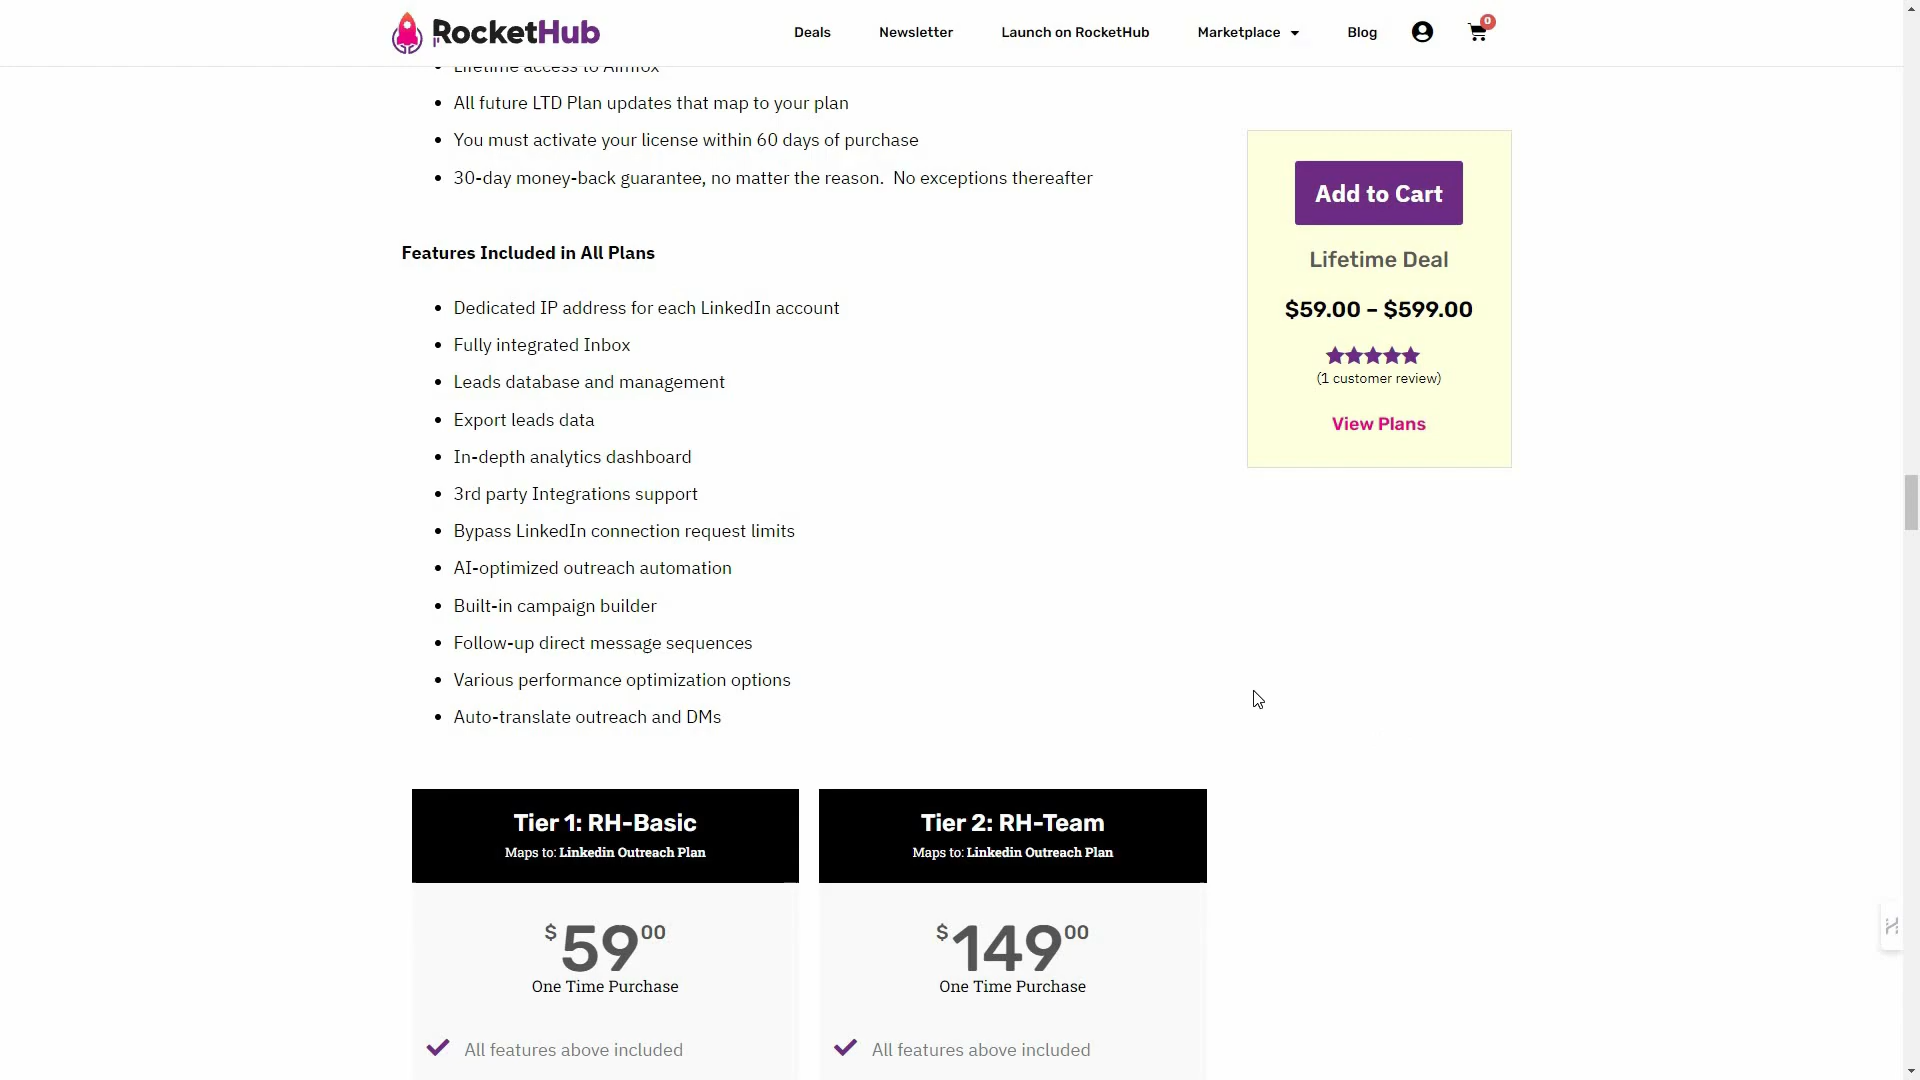 RocketHub
Deals
Newsletter
Launch on RocketHub
Marketplace
Blog
0
Lifetime access to Aimfox
All future LTD Plan updates that map to your plan
You must activate your license within 60 days of purchase
30-day money-back guarantee, no matter the reason.  No exceptions thereafter
Features Included in All Plans
Dedicated IP address for each LinkedIn account
Fully integrated Inbox
Leads database and management
Export leads data
In-depth analytics dashboard
3rd party Integrations support
Bypass LinkedIn connection request limits
AI-optimized outreach automation
Built-in campaign builder
Follow-up direct message sequences
Various performance optimization options
Auto-translate outreach and DMs
Add to Cart
Lifetime Deal
$59.00 – $599.00
(1 customer review)
View Plans
Tier 1: RH-Basic
Maps to: Linkedin Outreach Plan
$59.00
One Time Purchase
All features above included
Tier 2: RH-Team
Maps to: Linkedin Outreach Plan
$149.00
One Time Purchase
All features above included